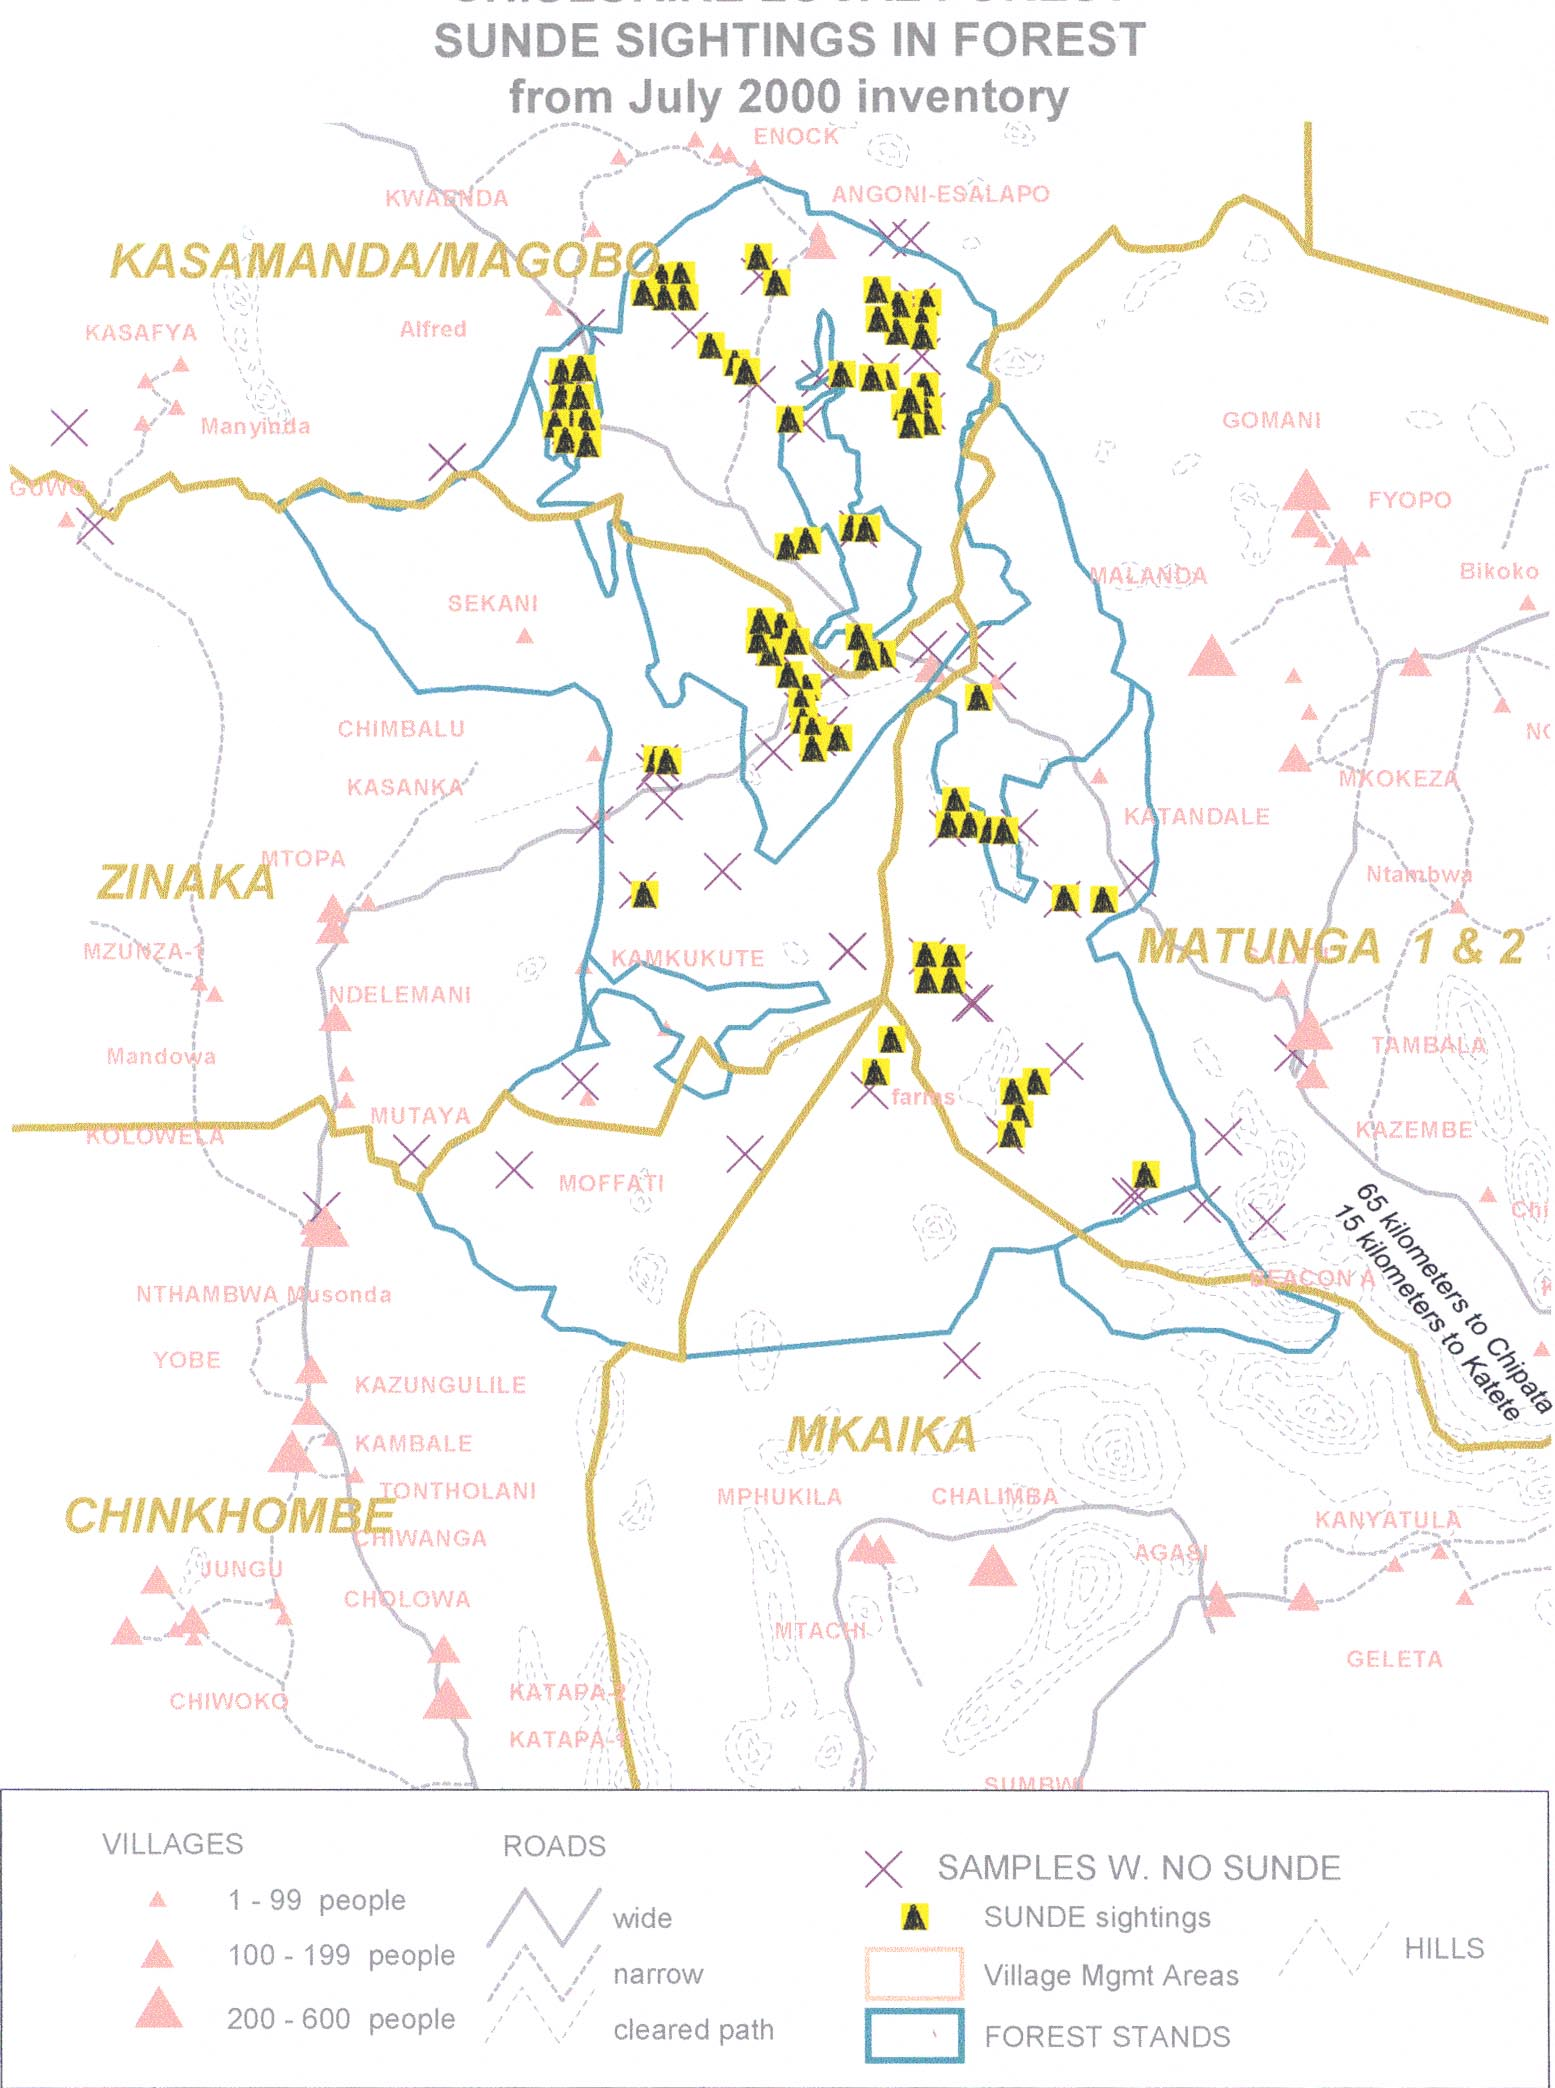 SUNDE SIGHTINGS IN FOREST
from July 2000 inventory
ENOCK
KWAENDA
ANGONI-ESALAPO
KASAMANDA/MAGOBO
KASAFYA
Alfred
Manyinda
GOMANI
GUWO
FYOPO
MALANDA
Bikoko
SEKANI
CHIMBALU
KASANKA
MKOKEZA
KATANDALE
MTOPA
ZINAKA
Ntambwa
MZUNZA-1
KAMKUKUTE
MATUNGA 1 & 2
NDELEMANI
Mandowa
TAMBALA
farms
MUTAYA
KOLOWELA
KAZEMBE
MOFFATI
65 kilometers to Chipata
15 kilometers to Katete
NTHAMBWA Musonda
BEACON A
YOBE
KAZUNGULILE
KAMBALE
MKAIKA
TONTHOLANI
MPHUKILA
CHALIMBA
CHINKHOMBE
CHIWANGA
KANYATULA
JUNGU
AGASI
CHOLOWA
MTACHI
GELETA
CHIWOKO
KATAPA-2
KATAPA-1
SUMBWI
VILLAGES
1 - 99 people
100 - 199 people
200 - 600 people
ROADS
wide
narrow
cleared path
SAMPLES W. NO SUNDE
SUNDE sightings
Village Mgmt Areas
FOREST STANDS
HILLS